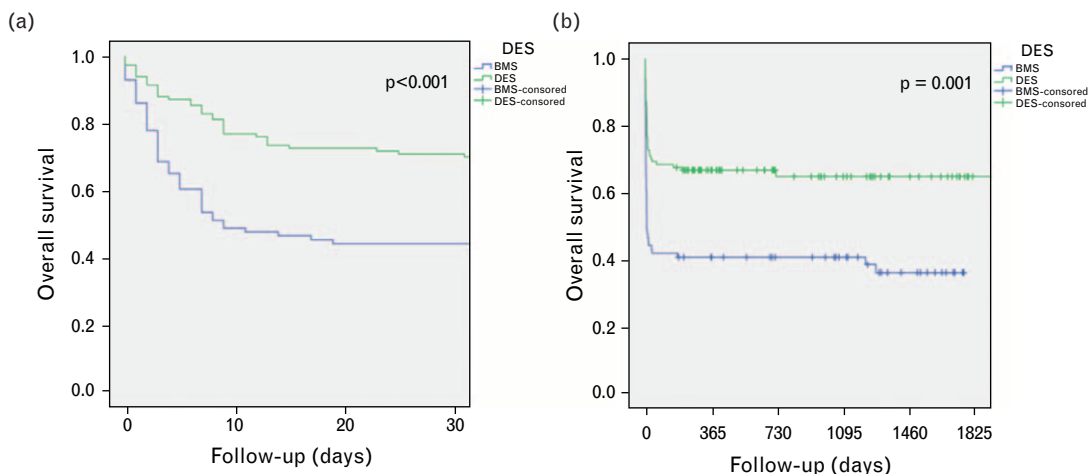 (a)
DES
BMS
DES
BMS-consored
DES-consored
p<0.001
1.0
0.8
0.6
0.4
0.2
0.0
Overall survival
0 10 20 30
Follow-up (days)
(b)
DES
BMS
DES
BMS-consored
DES-consored
p = 0.001
1.0
0.8
0.6
0.4
0.2
0.0
Overall survival
0 365 730 1095 1460 1825
Follow-up (days)